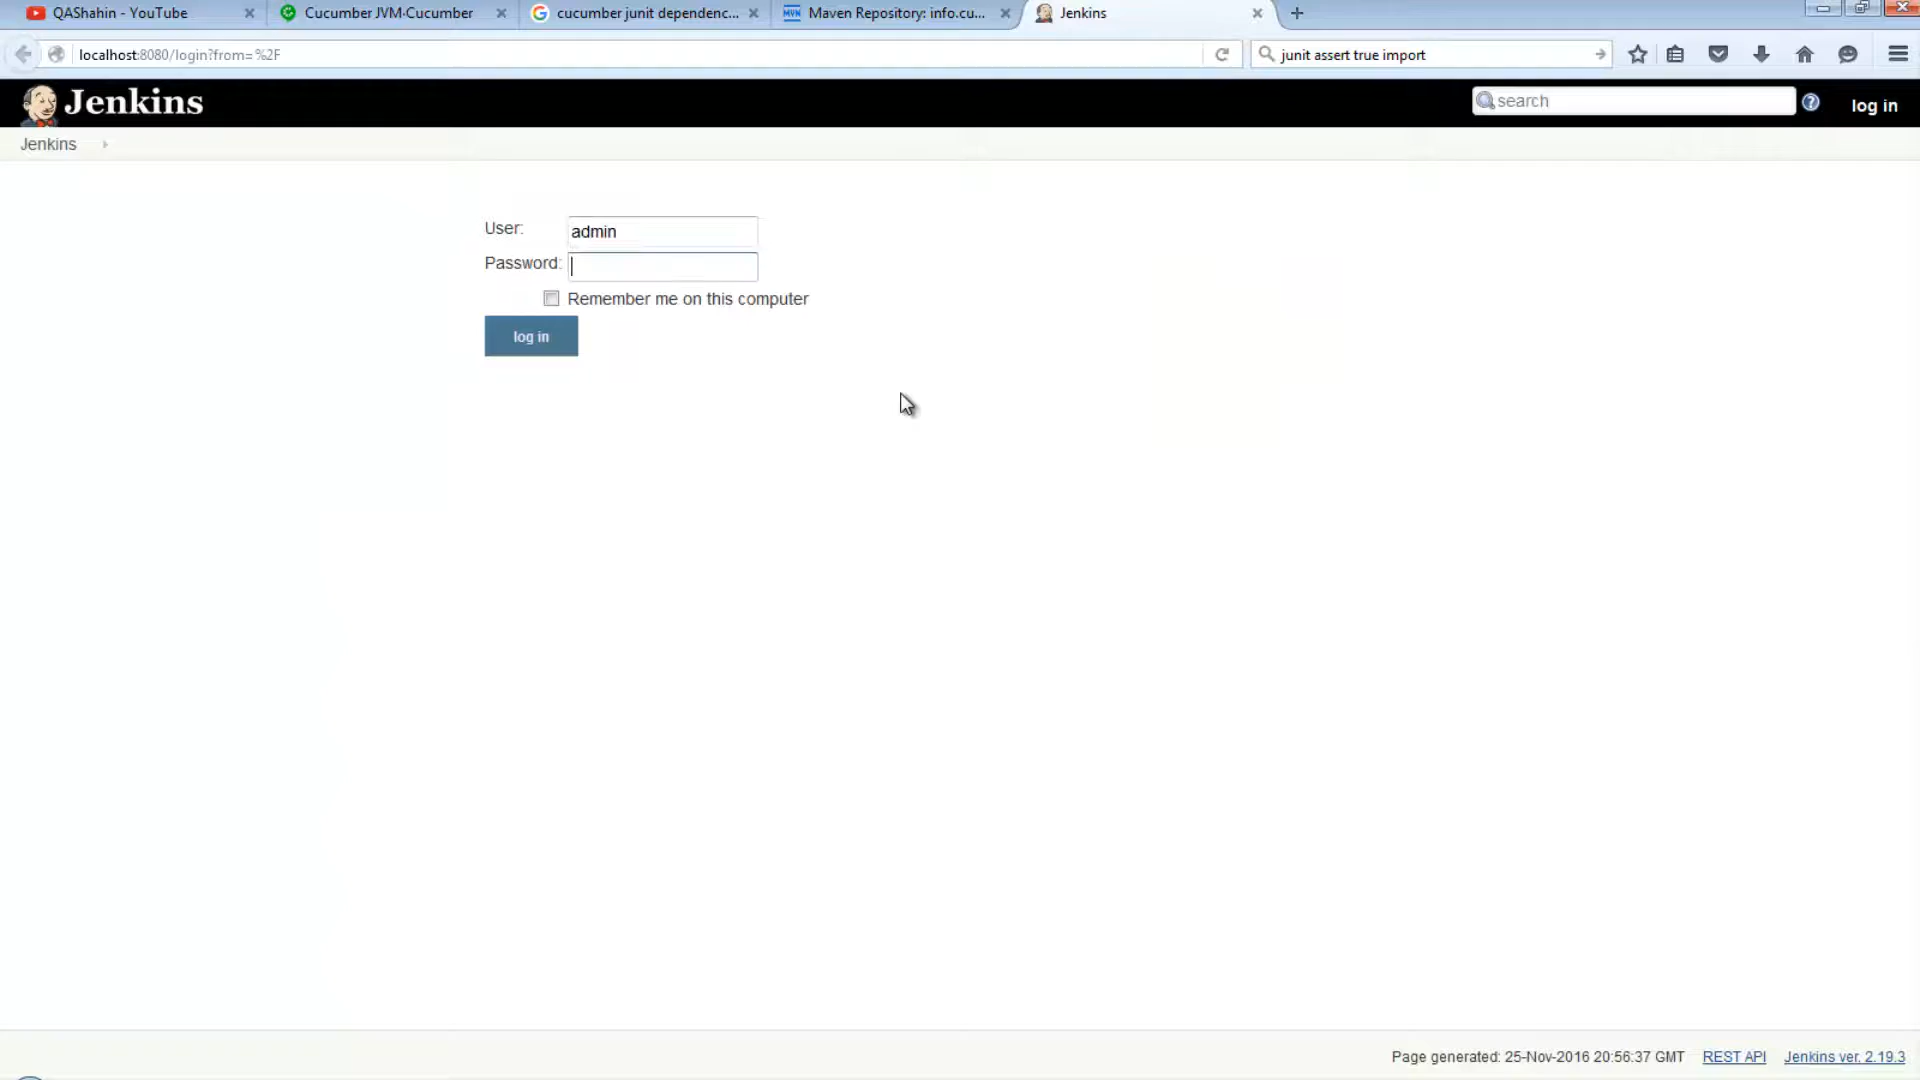 QAShahin - YouTube
Cucumber JVM·Cucumber
cucumber junit dependenc...
MVN Maven Repository: info.cu...
Jenkins
localhost:8080/login?from=%2F
junit assert true import
Jenkins
search
log in
Jenkins
User: admin
Password:
Remember me on this computer
log in
Page generated: 25-Nov-2016 20:56:37 GMT REST API Jenkins ver. 2.19.3